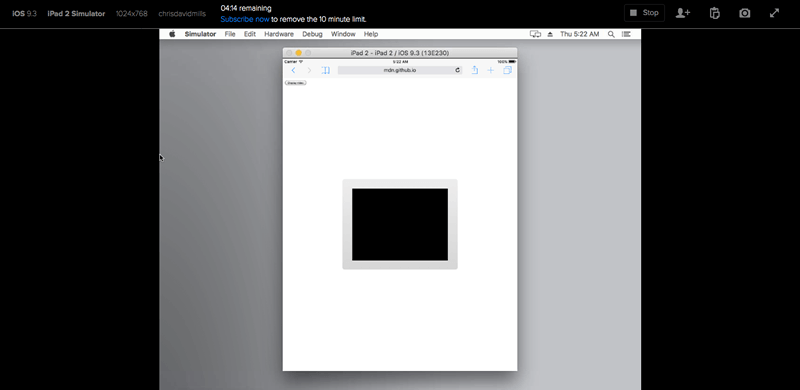 iOS 9.3 iPad 2 Simulator 1024x768 chrisdavidmills
04:14 remaining
Subscribe now to remove the 10 minute limit.
Stop
Simulator File Edit Hardware Debug Window Help Thu 5:22 AM
iPad 2 - iPad 2 / iOS 9.3 (13E230)
Carrier 5:22 AM 100%
mdn.github.io